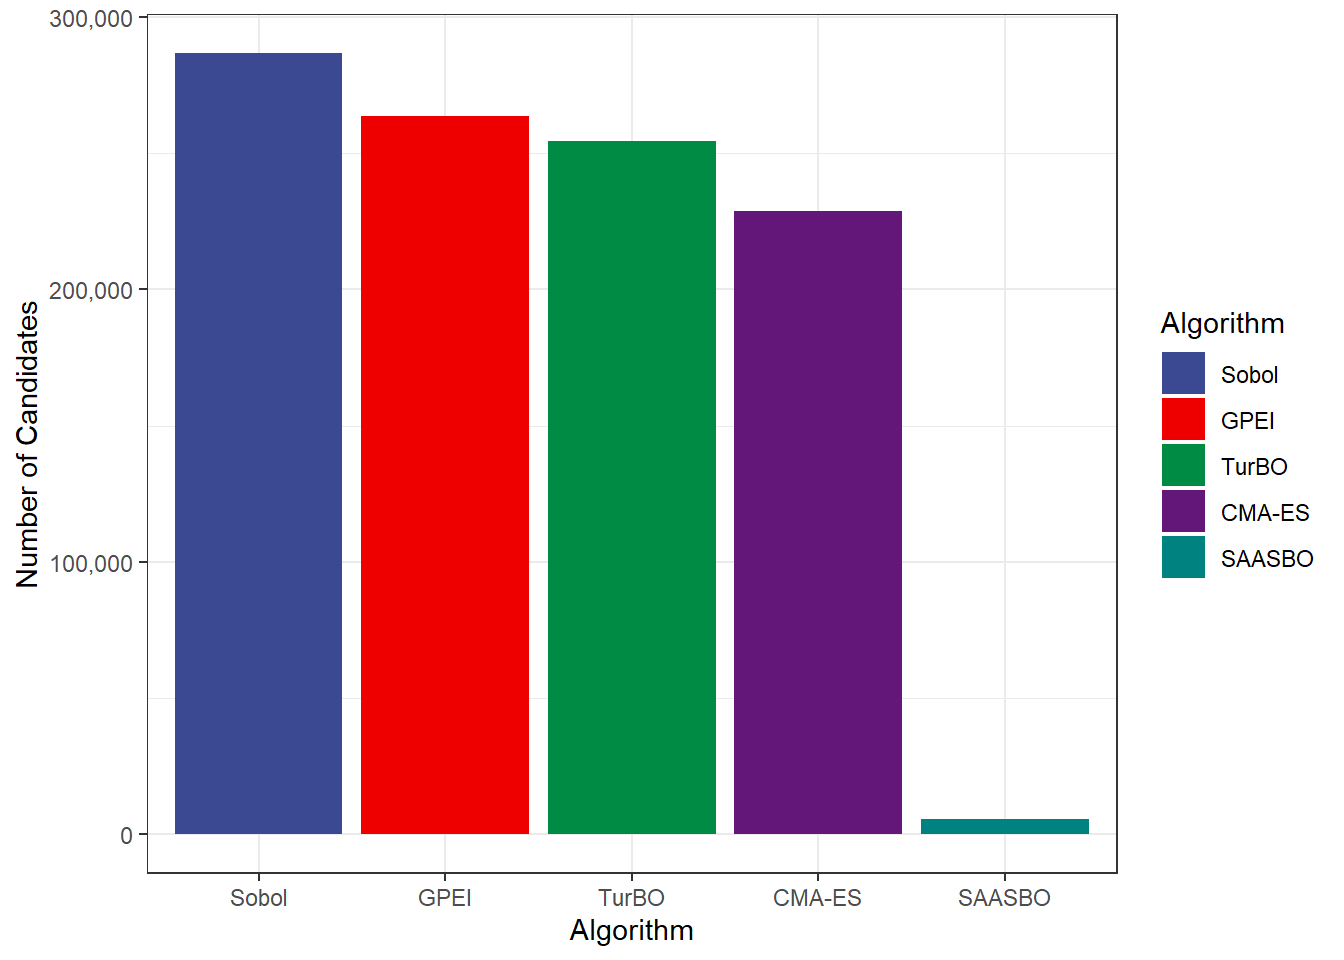 300,000
200,000
100,000
0
Number of Candidates
Sobol
GPEI
TurBO
CMA-ES
SAASBO
Algorithm
Algorithm
Sobol
GPEI
TurBO
CMA-ES
SAASBO